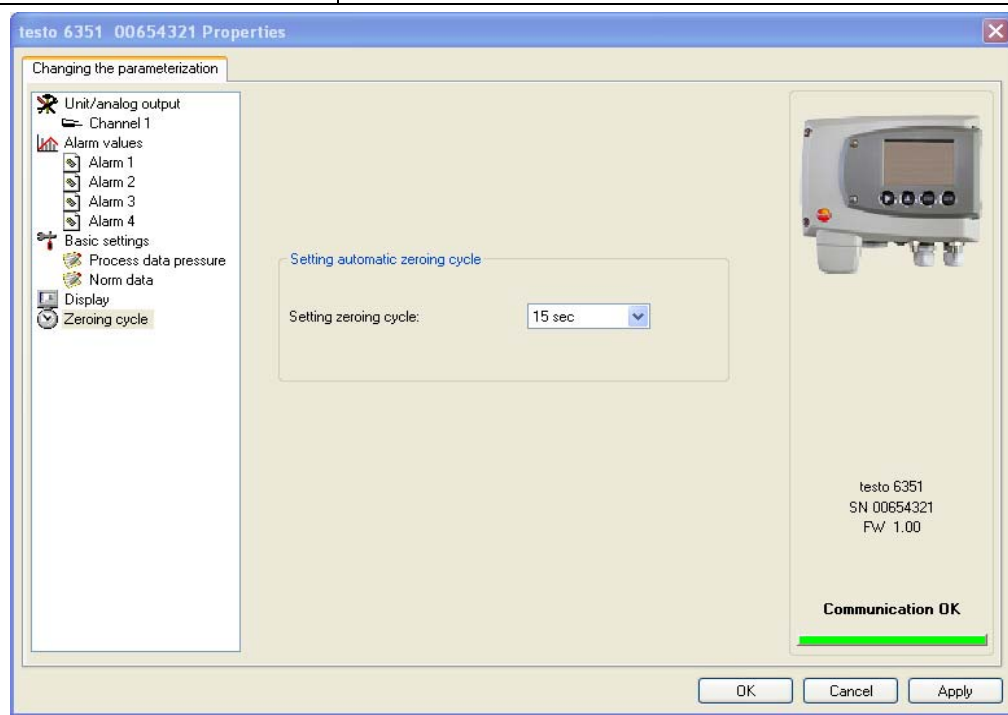 testo 6351 00654321 Properties
Changing the parameterization
Unit/analog output
Channel 1
Alarm values
Alarm 1
Alarm 2
Alarm 3
Alarm 4
Basic settings
Process data pressure
Norm data
Display
Zeroing cycle
Setting automatic zeroing cycle
Setting zeroing cycle:
15 sec
testo 6351
SN 00654321
FW 1.00
Communication OK
OK
Cancel
Apply